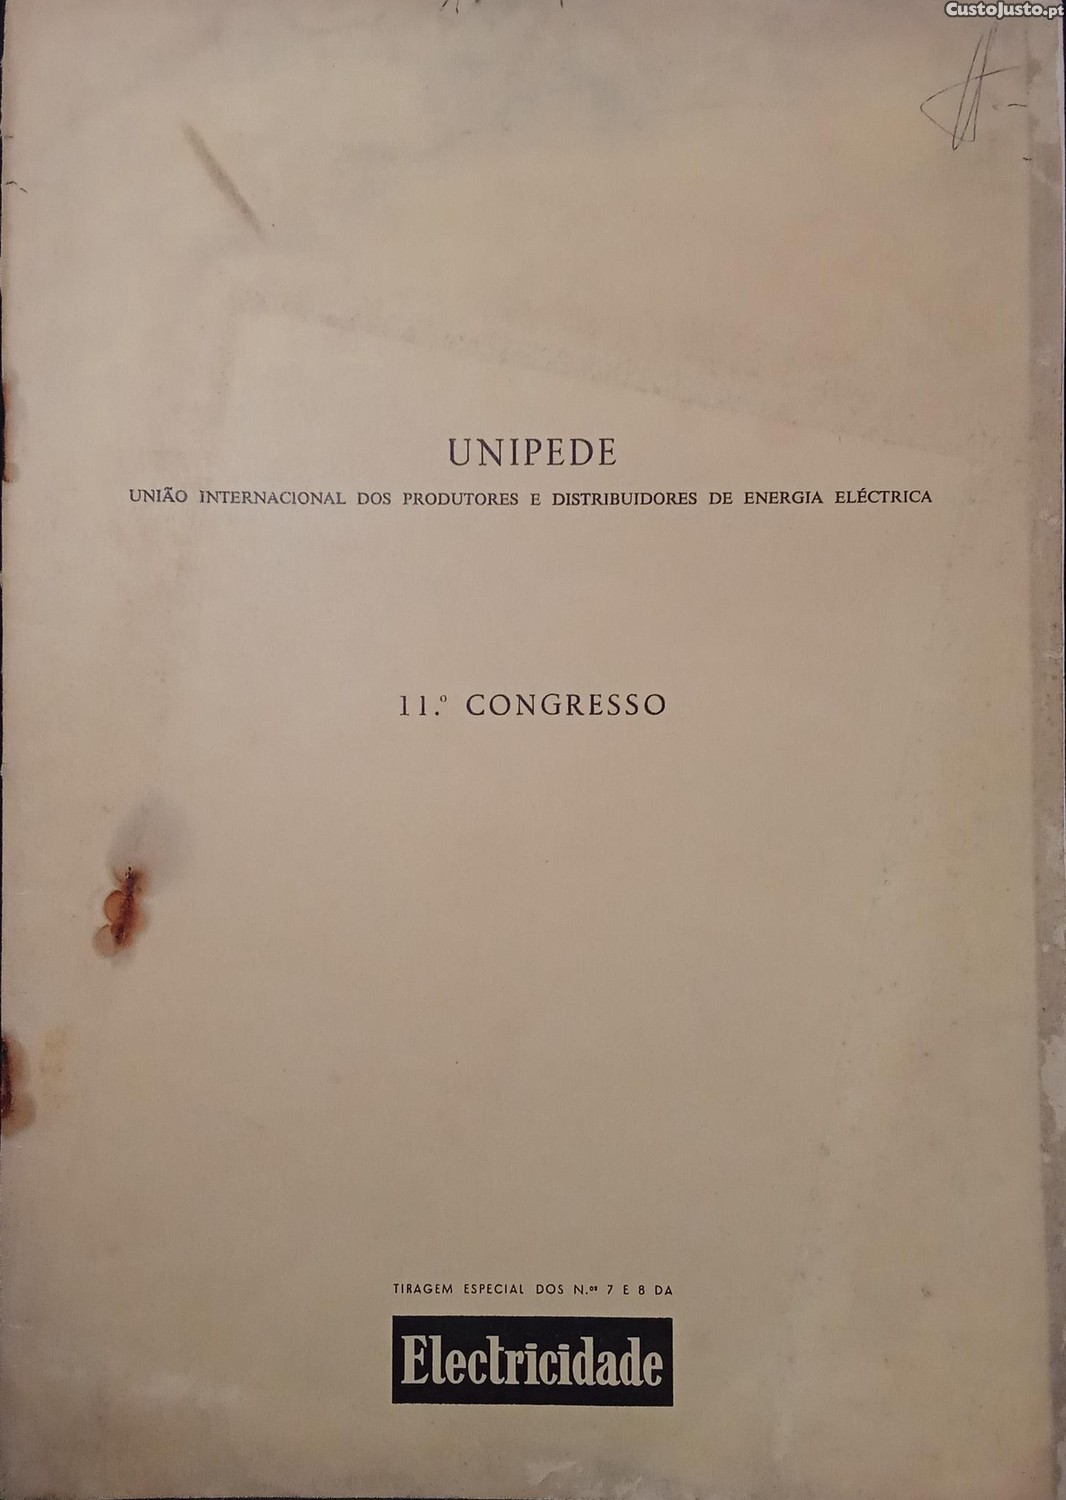 CustoJusto.pt
UNIPEDE
UNIÃO INTERNACIONAL DOS PRODUTORES E DISTRIBUIDORES DE ENERGIA ELÉCTRICA
11.º CONGRESSO
TIRAGEM ESPECIAL DOS N.ºˢ 7 E 8 DA
Electricidade